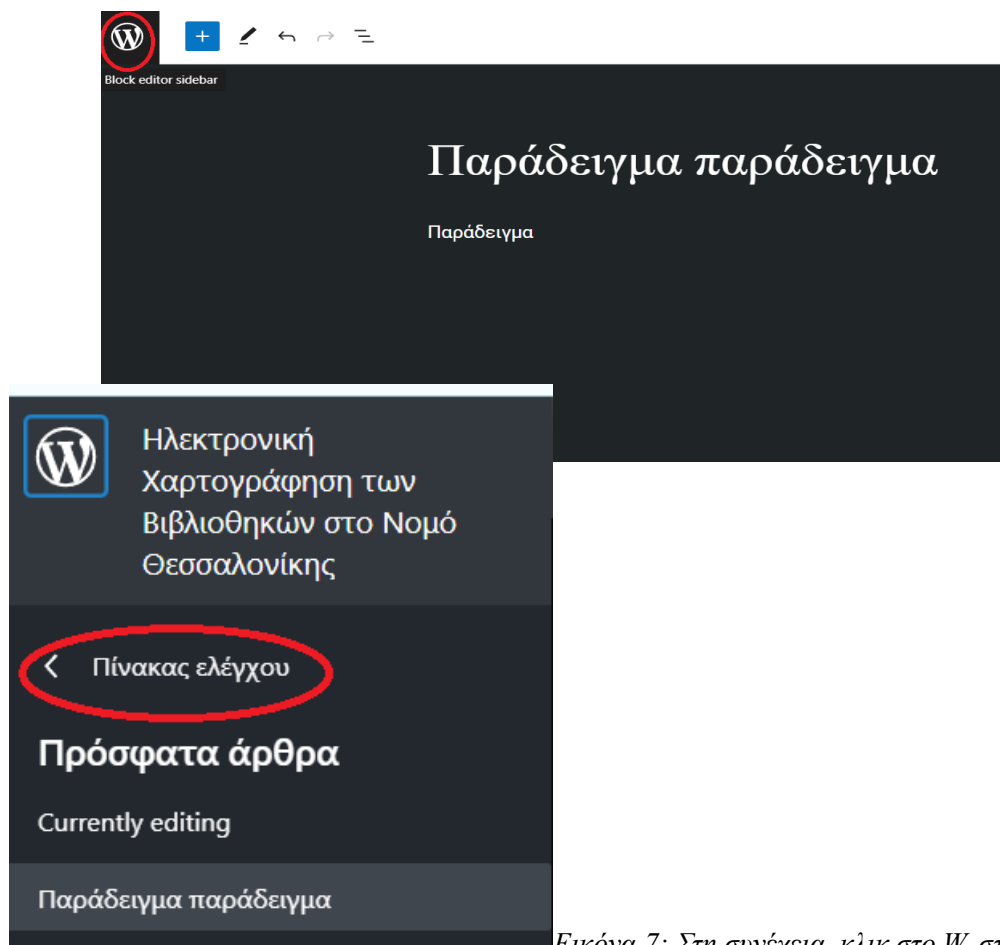 Block editor sidebar
Παράδειγμα παράδειγμα
Παράδειγμα
Ηλεκτρονική
Χαρτογράφηση των
Βιβλιοθηκών στο Νομό
Θεσσαλονίκης
Πίνακας ελέγχου
Πρόσφατα άρθρα
Currently editing
Παράδειγμα παράδειγμα
Εικόνα 7: Στη συνέχεια, κλικ στο W